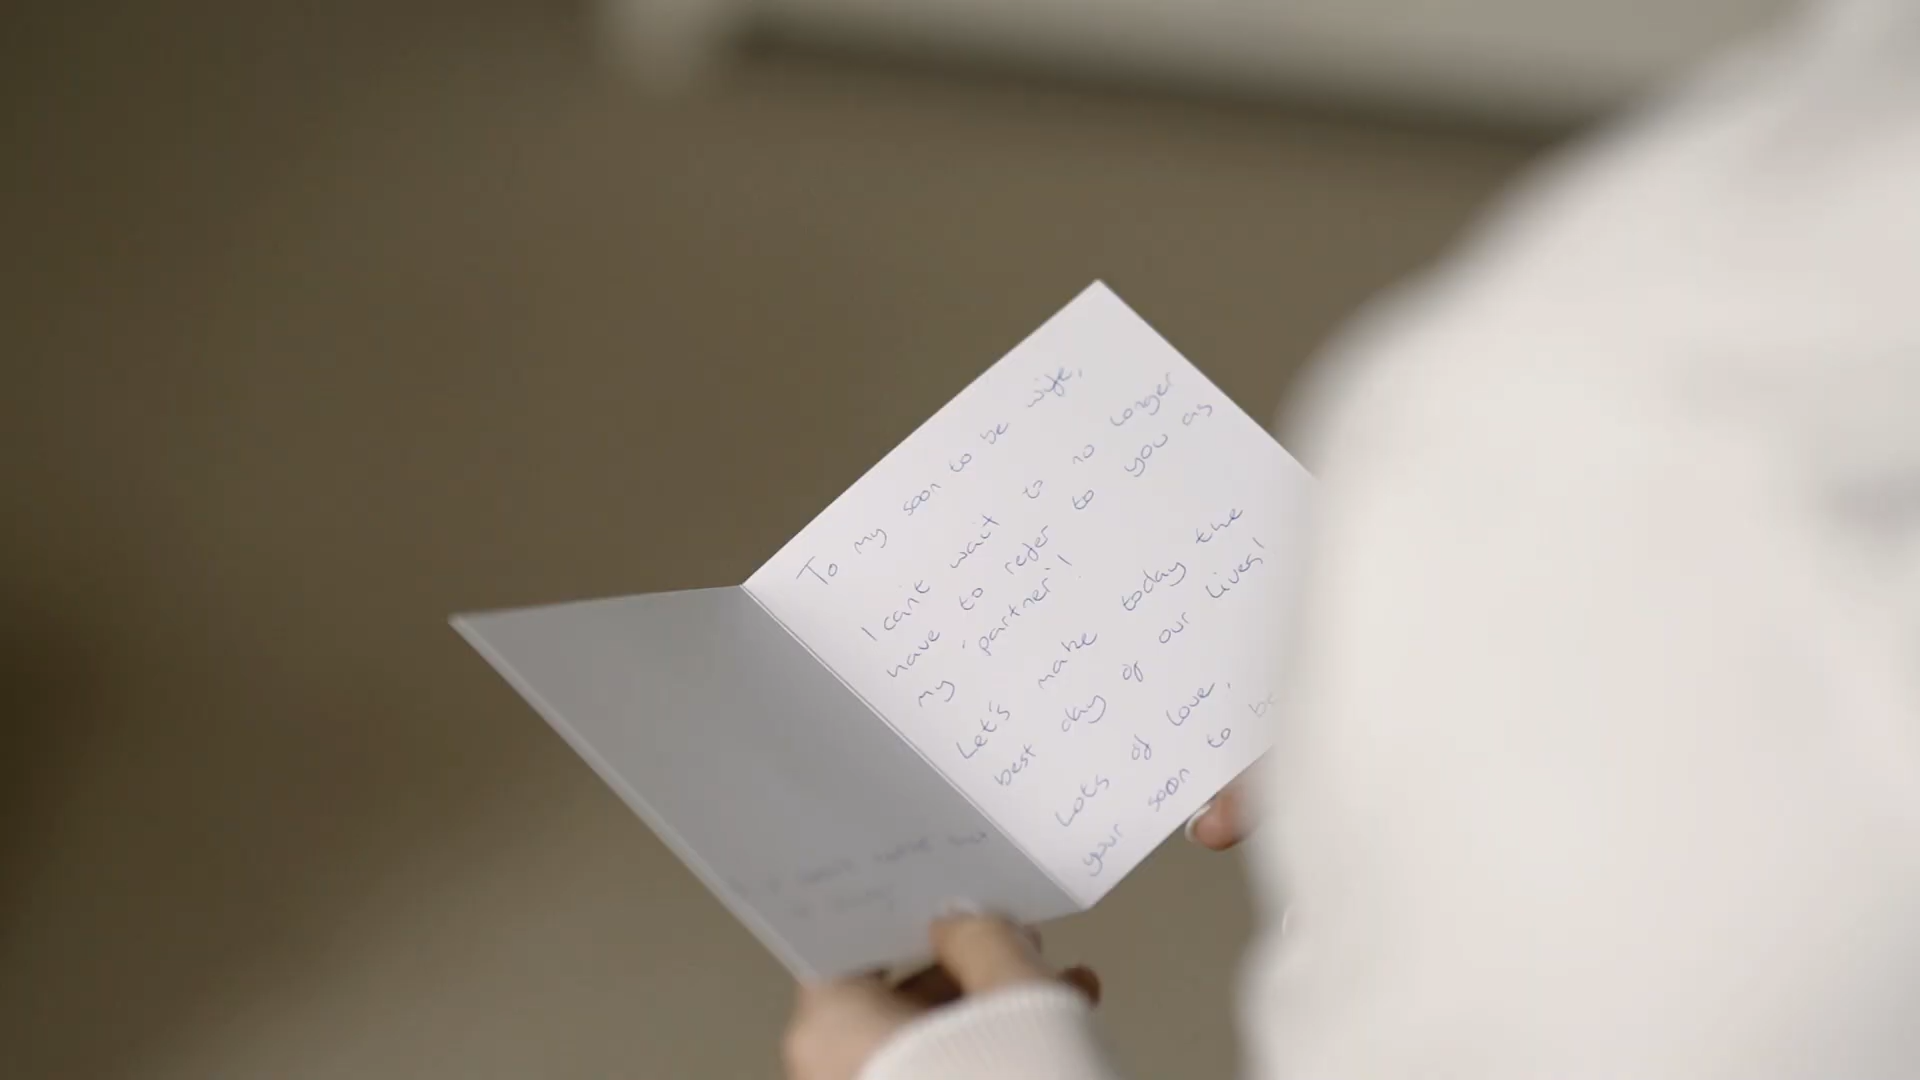 To my soon to be wife,
I can't wait to no longer
have to refer to you as
my 'partner'!
Let's make today the
best day of our lives!
Lots of love,
your soon to be